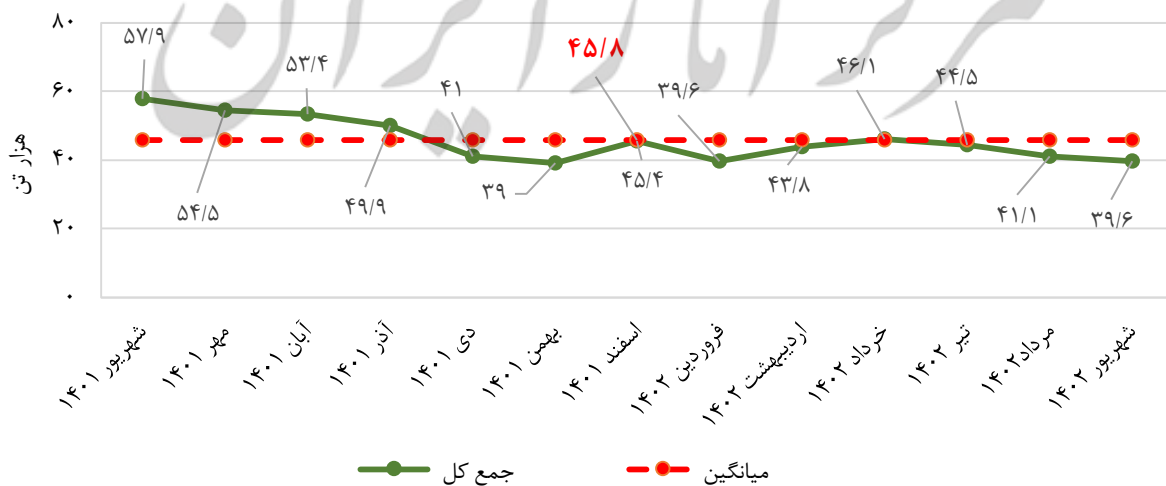 مرکز آمار ایران
هزار تن
۸۰
۶۰
۴۰
۲۰
۰
۵۷/۹
۵۴/۵
۵۳/۴
۴۹/۹
۴۱
۳۹
۴۵/۸
۴۵/۴
۳۹/۶
۴۳/۸
۴۶/۱
۴۴/۵
۴۱/۱
۳۹/۶
شهریور ۱۴۰۱
مهر ۱۴۰۱
آبان ۱۴۰۱
آذر ۱۴۰۱
دی ۱۴۰۱
بهمن ۱۴۰۱
اسفند ۱۴۰۱
فروردین ۱۴۰۲
اردیبهشت ۱۴۰۲
خرداد ۱۴۰۲
تیر ۱۴۰۲
مرداد۱۴۰۲
شهریور ۱۴۰۲
جمع کل
میانگین